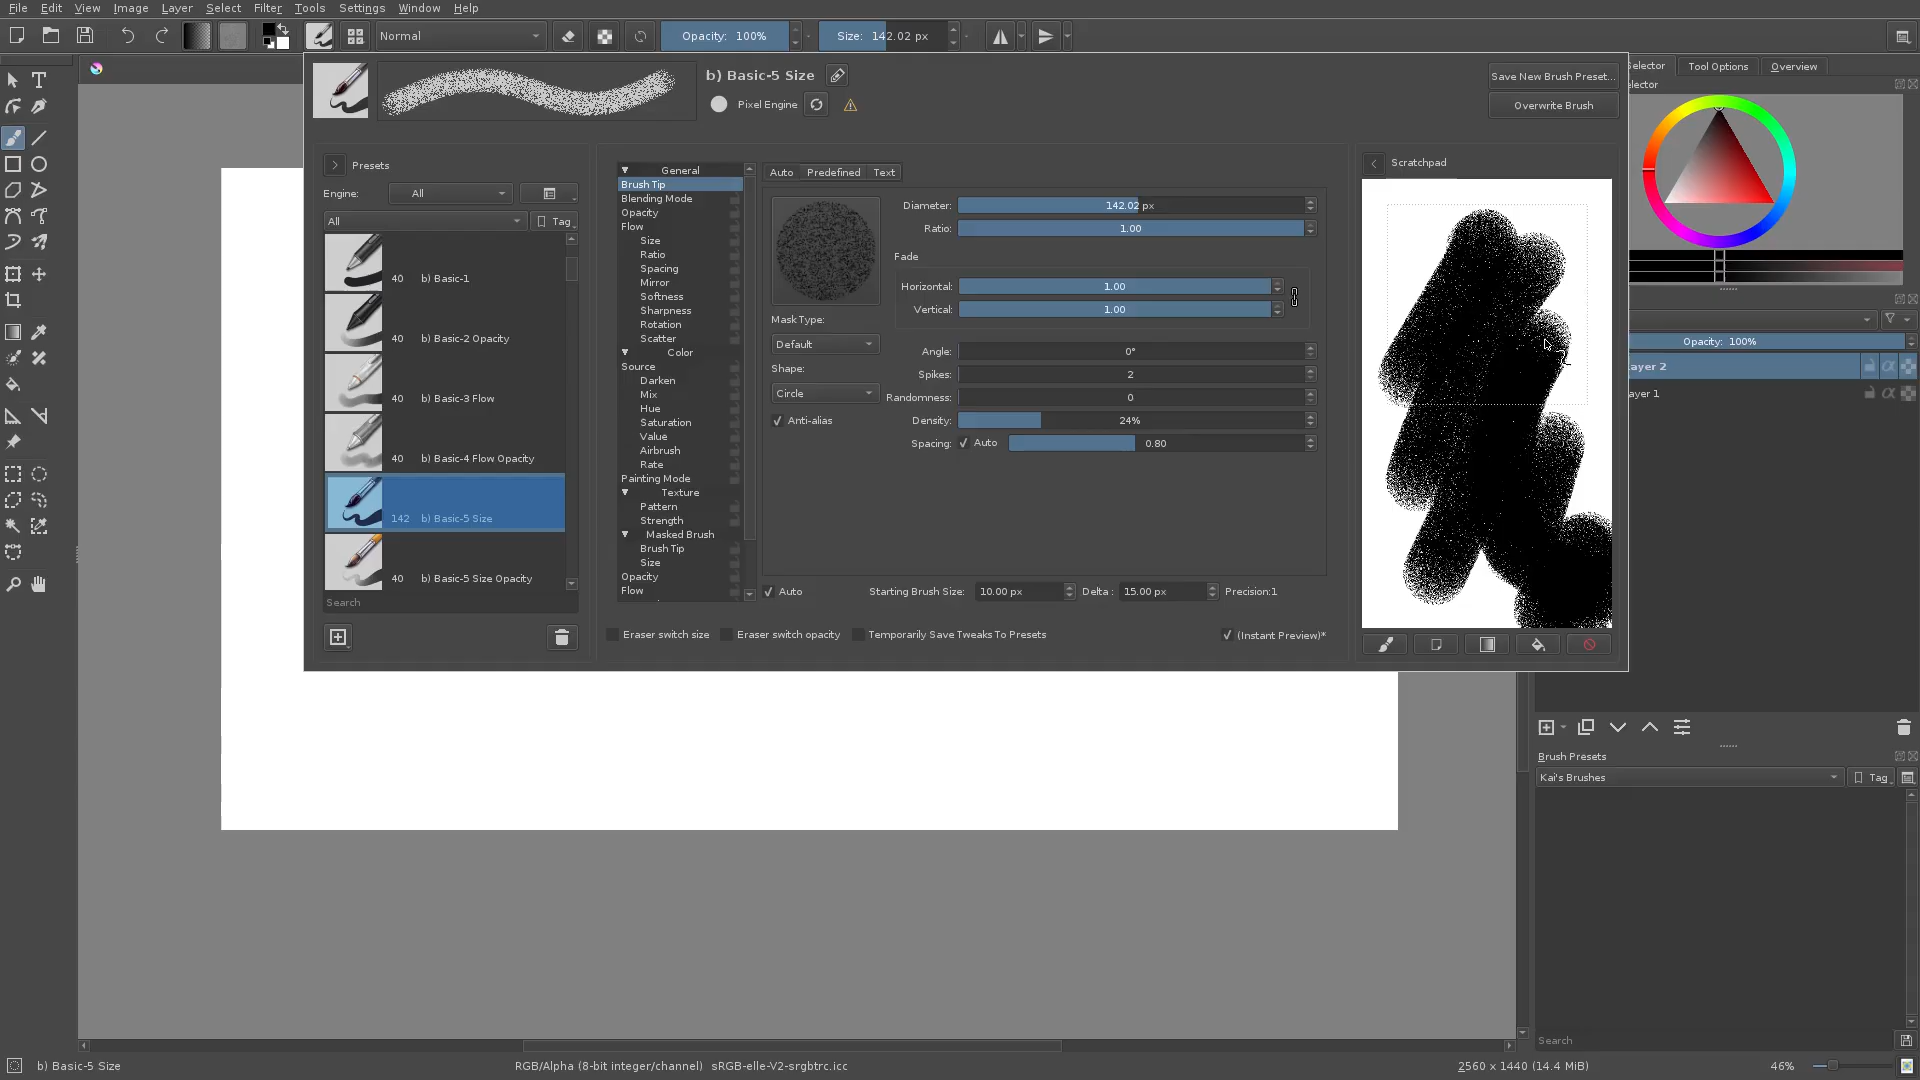 File Edit View Image Layer Select Filter Tools Settings Window Help
Normal Opacity: 100% Size: 142.02 px
b) Basic-5 Size
Pixel Engine
Save New Brush Preset...
Overwrite Brush
Presets
Engine: All
All Tag
40 b) Basic-1
40 b) Basic-2 Opacity
40 b) Basic-3 Flow
40 b) Basic-4 Flow Opacity
142 b) Basic-5 Size
40 b) Basic-5 Size Opacity
Search
General
Brush Tip
Blending Mode
Opacity
Flow
Size
Ratio
Spacing
Mirror
Softness
Sharpness
Rotation
Scatter
Color
Source
Darken
Mix
Hue
Saturation
Value
Airbrush
Rate
Painting Mode
Texture
Pattern
Strength
Masked Brush
Brush Tip
Size
Opacity
Flow
Auto Predefined Text
Diameter: 142.02 px
Ratio: 1.00
Fade
Horizontal: 1.00
Vertical: 1.00
Mask Type:
Default
Shape:
Circle
Anti-alias
Angle: 0°
Spikes: 2
Randomness: 0
Density: 24%
Spacing: Auto 0.80
Auto Starting Brush Size: 10.00 px Delta : 15.00 px Precision:1
Eraser switch size Eraser switch opacity Temporarily Save Tweaks To Presets (Instant Preview)*
Scratchpad
elector Tool Options Overview
elector
Opacity: 100%
ayer 2
ayer 1
Brush Presets
Kai's Brushes Tag
Search
b) Basic-5 Size RGB/Alpha (8-bit integer/channel) sRGB-elle-V2-srgbtrc.icc 2560 x 1440 (14.4 MiB) 46%